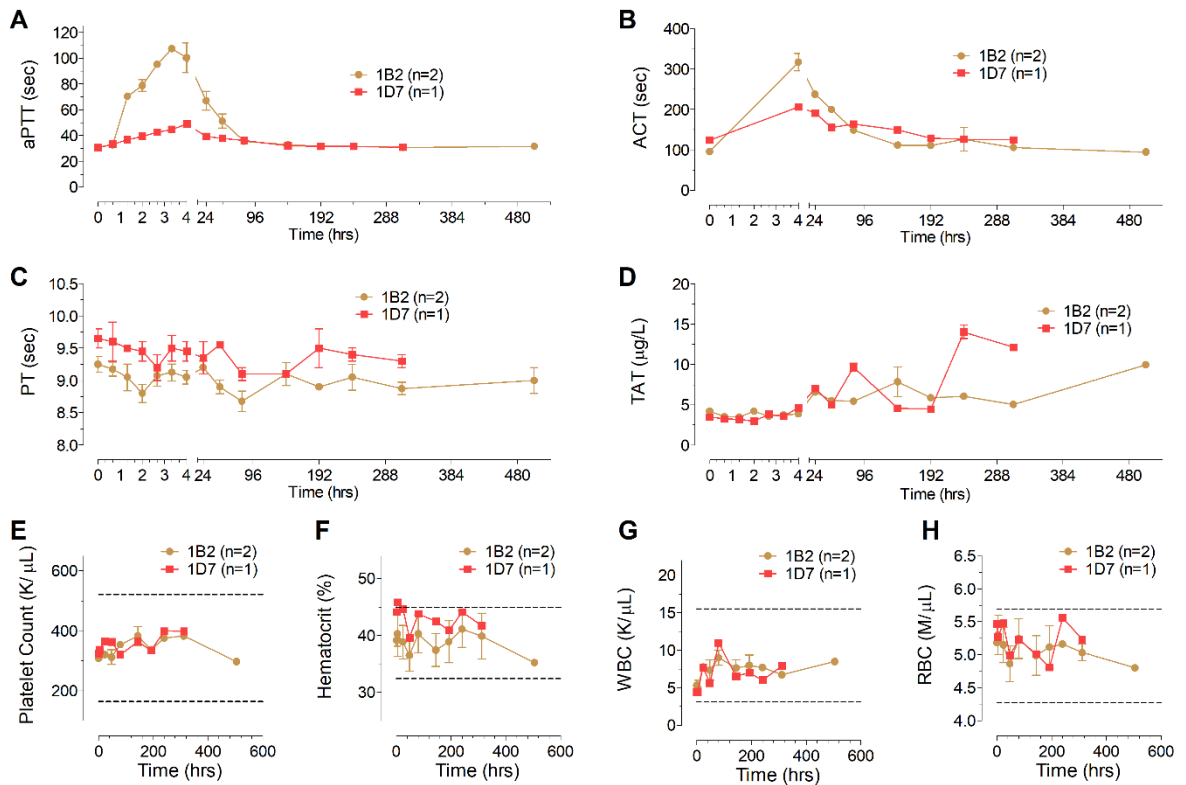 A
aPTT (sec)
120
100
80
60
40
20
0
1B2 (n=2)
1D7 (n=1)
0 1 2 3 4 24 96 192 288 384 480
Time (hrs)
B
ACT (sec)
400
300
200
100
0
1B2 (n=2)
1D7 (n=1)
0 1 2 3 4 24 96 192 288 384 480
Time (hrs)
C
PT (sec)
10.5
10.0
9.5
9.0
8.5
8.0
1B2 (n=2)
1D7 (n=1)
0 1 2 3 4 24 96 192 288 384 480
Time (hrs)
D
TAT (μg/L)
20
15
10
5
0
1B2 (n=2)
1D7 (n=1)
0 1 2 3 4 24 96 192 288 384 480
Time (hrs)
E
Platelet Count (K/μL)
600
400
200
1B2 (n=2)
1D7 (n=1)
0 200 400 600
Time (hrs)
F
Hematocrit (%)
50
40
30
1B2 (n=2)
1D7 (n=1)
0 200 400 600
Time (hrs)
G
WBC (K/μL)
20
15
10
5
0
1B2 (n=2)
1D7 (n=1)
0 200 400 600
Time (hrs)
H
RBC (M/μL)
6.5
6.0
5.5
5.0
4.5
4.0
1B2 (n=2)
1D7 (n=1)
0 200 400 600
Time (hrs)